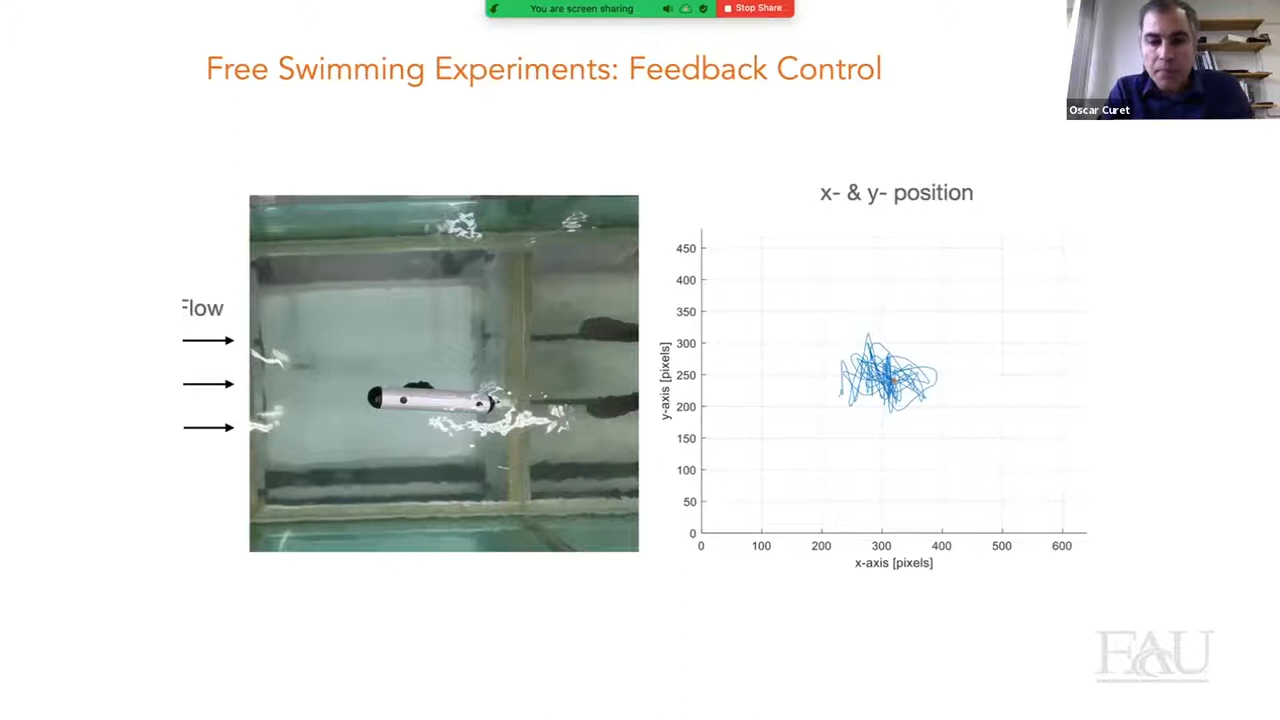 You are screen sharing
Stop Share
Free Swimming Experiments: Feedback Control
Oscar Curet
x- & y- position
Flow
450
400
350
300
250
200
150
100
50
0
y-axis [pixels]
0 100 200 300 400 500 600
x-axis [pixels]
FAU